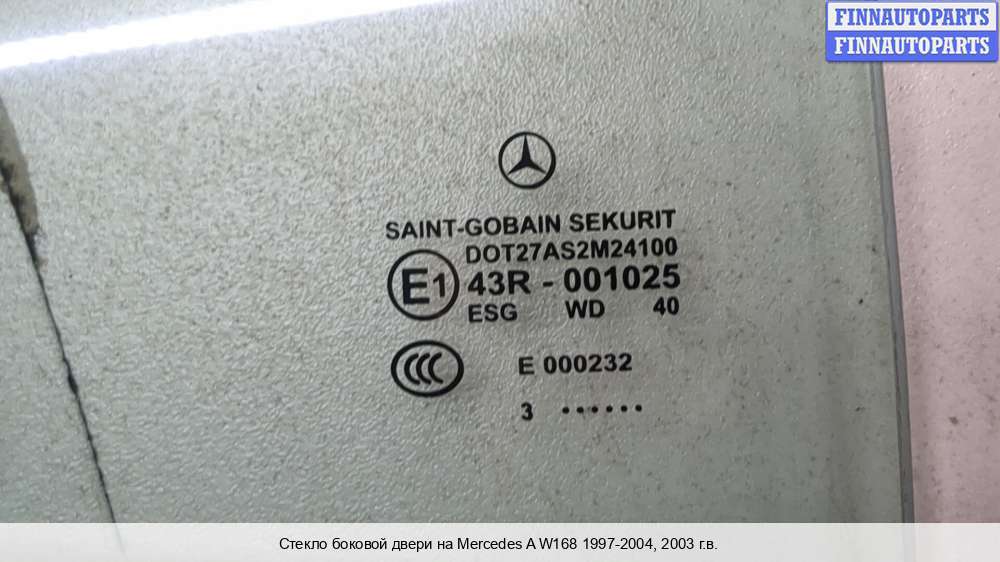 FINNAUTOPARTS
FINNAUTOPARTS
SAINT-GOBAIN SEKURIT
DOT27AS2M24100
E1 43R - 001025
ESG WD 40
CCC E 000232
3 ••••••
Стекло боковой двери на Mercedes A W168 1997-2004, 2003 г.в.